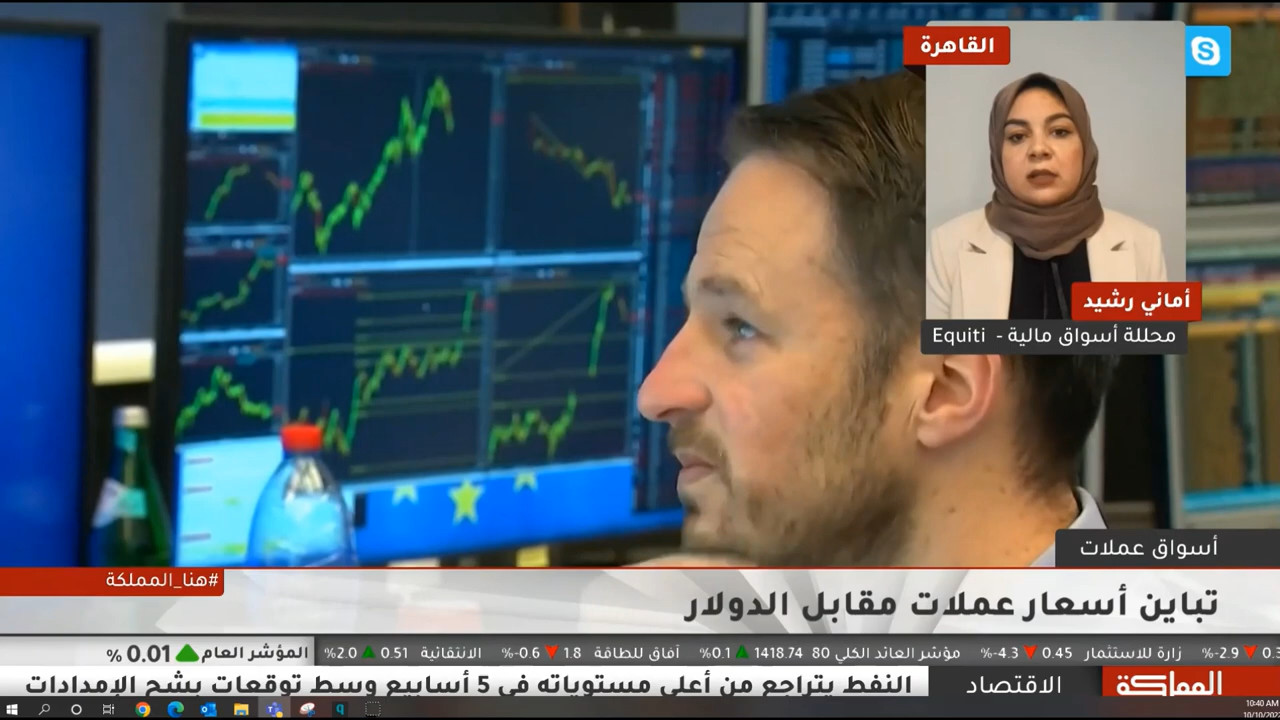 القاهرة
أماني رشيد
محللة أسواق مالية - Equiti
أسواق عملات
#هنا_المملكة
تباين أسعار عملات مقابل الدولار
%-2.9 زارة للاستثمار 0.45 %-4.3 مؤشر العائد الكلي 80 1418.74 %0.1 آفاق للطاقة 1.8 %-0.6 الانتقائية 0.51 %2.0
المؤشر العام 0.01 %
المملكة
الاقتصاد
النفط يتراجع من أعلى مستوياته في 5 أسابيع وسط توقعات بشح الإمدادات
10:40 AM